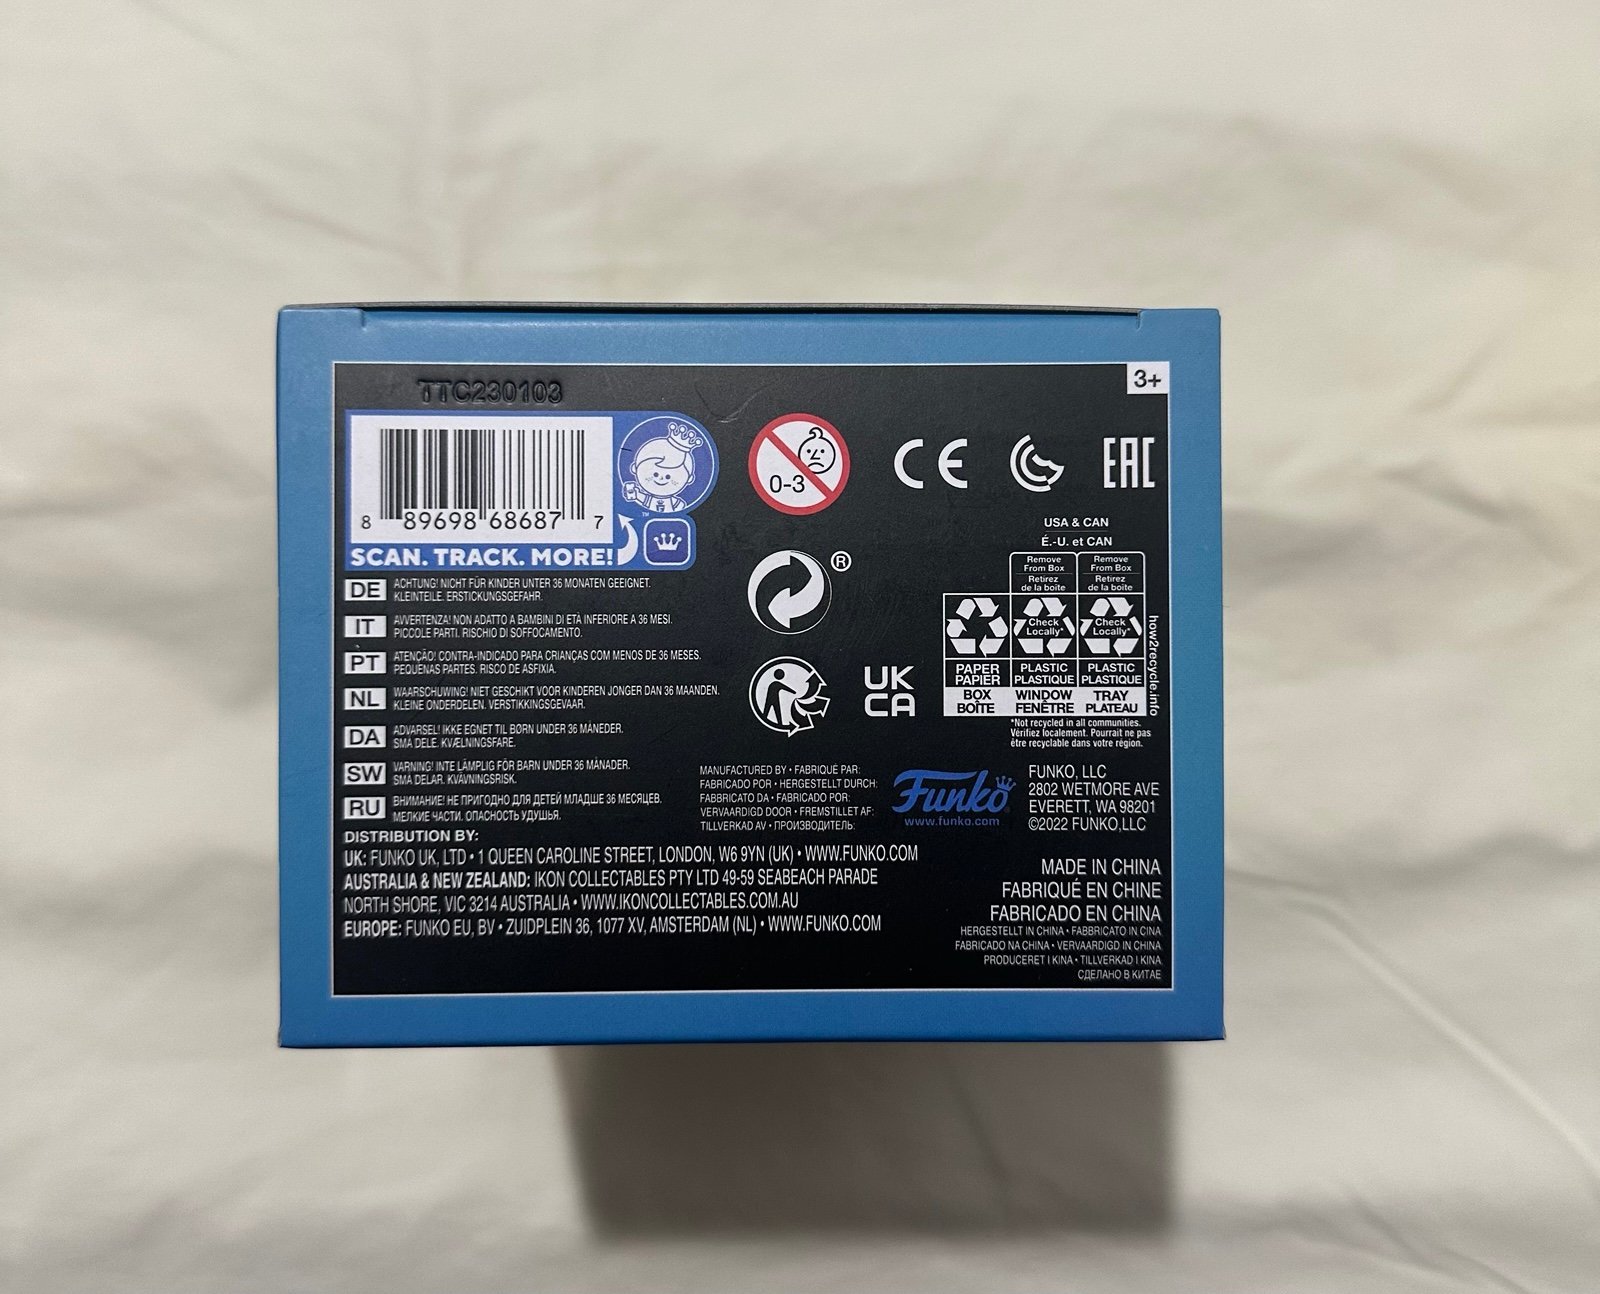 3+
TTC230103
8 89698 68687 7
™
SCAN. TRACK. MORE!
0-3
CE
EAC
®
UK
CA
USA & CAN
É.-U. et CAN
Remove
From Box
Retirez
de la boîte
Remove
From Box
Retirez
de la boîte
Check
Locally*
Check
Locally*
PAPER
PAPIER
PLASTIC
PLASTIQUE
PLASTIC
PLASTIQUE
BOX
BOÎTE
WINDOW
FENÊTRE
TRAY
PLATEAU
how2recycle.info
*Not recycled in all communities.
Vérifiez localement. Pourrait ne pas
être recyclable dans votre région.
DE ACHTUNG! NICHT FÜR KINDER UNTER 36 MONATEN GEEIGNET.
KLEINTEILE. ERSTICKUNGSGEFAHR.
IT AVVERTENZA! NON ADATTO A BAMBINI DI ETÀ INFERIORE A 36 MESI.
PICCOLE PARTI. RISCHIO DI SOFFOCAMENTO.
PT ATENÇÃO! CONTRA-INDICADO PARA CRIANÇAS COM MENOS DE 36 MESES.
PEQUENAS PARTES. RISCO DE ASFIXIA.
NL WAARSCHUWING! NIET GESCHIKT VOOR KINDEREN JONGER DAN 36 MAANDEN.
KLEINE ONDERDELEN. VERSTIKKINGSGEVAAR.
DA ADVARSEL! IKKE EGNET TIL BØRN UNDER 36 MÅNEDER.
SMÅ DELE. KVÆLNINGSFARE.
SW VARNING! INTE LÄMPLIG FÖR BARN UNDER 36 MÅNADER.
SMÅ DELAR. KVÄVNINGSRISK.
RU ВНИМАНИЕ! НЕ ПРИГОДНО ДЛЯ ДЕТЕЙ МЛАДШЕ 36 МЕСЯЦЕВ.
МЕЛКИЕ ЧАСТИ. ОПАСНОСТЬ УДУШЬЯ.
MANUFACTURED BY • FABRIQUÉ PAR:
FABRICADO POR • HERGESTELLT DURCH:
FABBRICATO DA • FABRICADO POR:
VERVAARDIGD DOOR • FREMSTILLET AF:
TILLVERKAD AV • ПРОИЗВОДИТЕЛЬ:
Funko
www.funko.com
FUNKO, LLC
2802 WETMORE AVE
EVERETT, WA 98201
©2022 FUNKO,LLC
DISTRIBUTION BY:
UK: FUNKO UK, LTD • 1 QUEEN CAROLINE STREET, LONDON, W6 9YN (UK) • WWW.FUNKO.COM
AUSTRALIA & NEW ZEALAND: IKON COLLECTABLES PTY LTD 49-59 SEABEACH PARADE
NORTH SHORE, VIC 3214 AUSTRALIA • WWW.IKONCOLLECTABLES.COM.AU
EUROPE: FUNKO EU, BV • ZUIDPLEIN 36, 1077 XV, AMSTERDAM (NL) • WWW.FUNKO.COM
MADE IN CHINA
FABRIQUÉ EN CHINE
FABRICADO EN CHINA
HERGESTELLT IN CHINA • FABBRICATO IN CINA
FABRICADO NA CHINA • VERVAARDIGD IN CHINA
PRODUCERET I KINA • TILLVERKAD I KINA
СДЕЛАНО В КИТАЕ